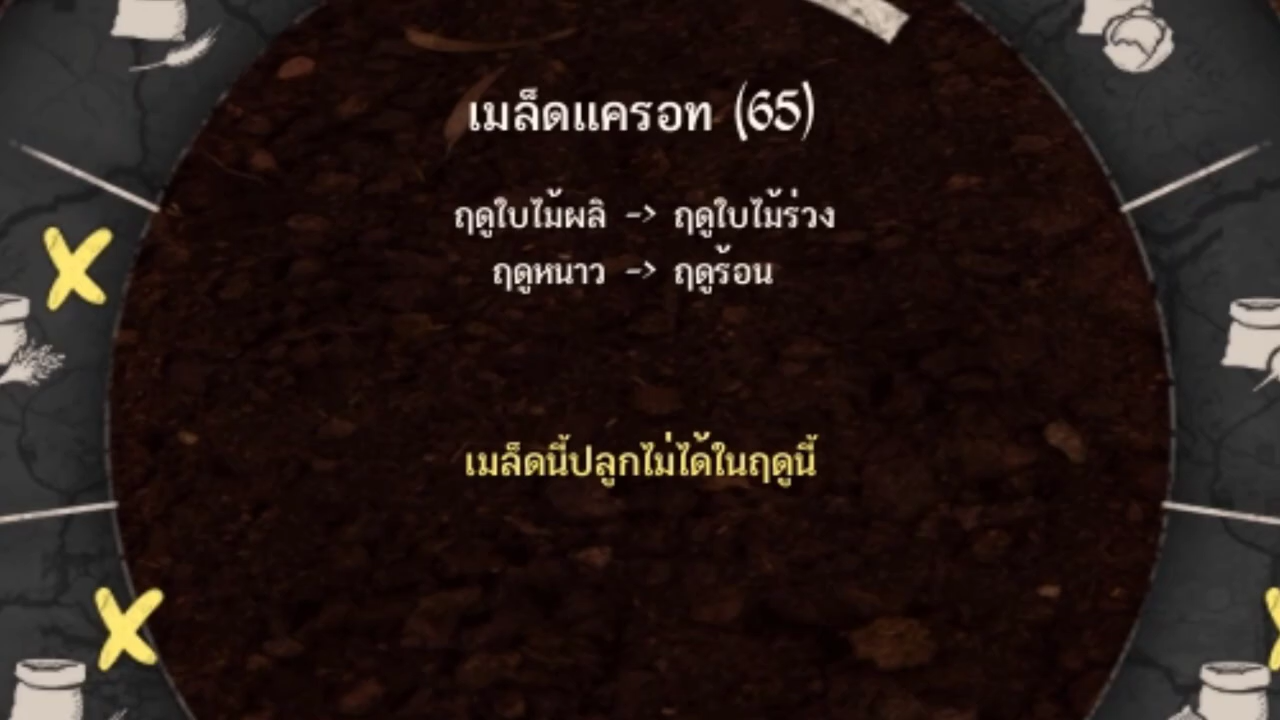 เมล็ดแครอท (65)
ฤดูใบไม้ผลิ -> ฤดูใบไม้ร่วง
ฤดูหนาว -> ฤดูร้อน
เมล็ดนี้ปลูกไม่ได้ในฤดูนี้